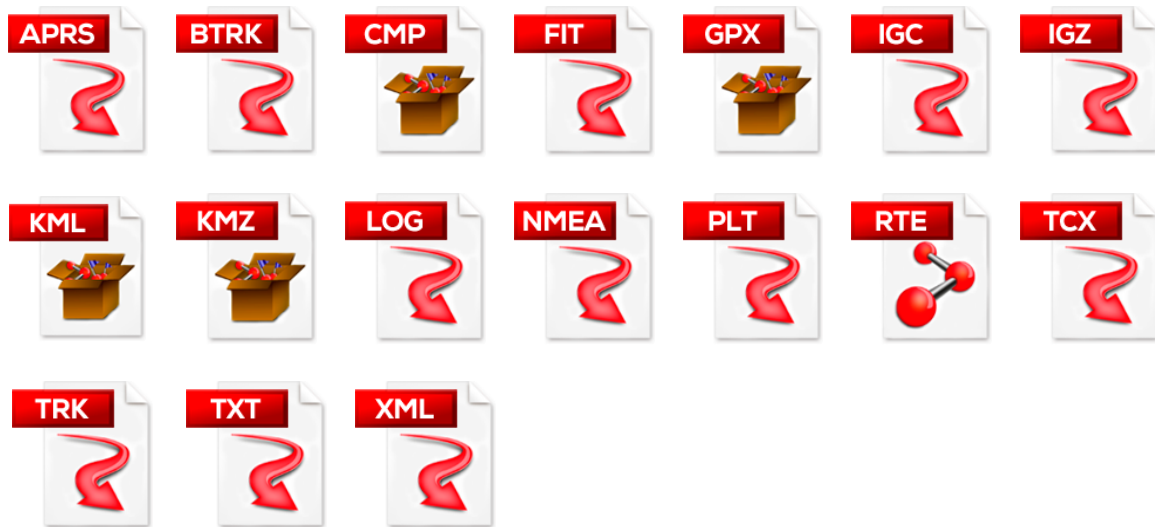 APRS BTRK CMP FIT GPX IGC IGZ
KML KMZ LOG NMEA PLT RTE TCX
TRK TXT XML